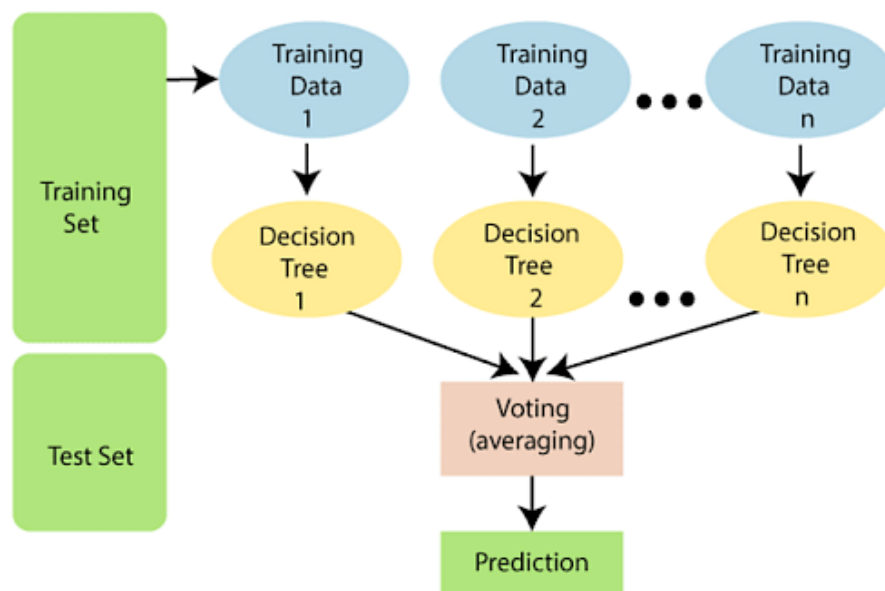 Training
Set
Test Set
Training
Data
1
Training
Data
2
Training
Data
n
Decision
Tree
1
Decision
Tree
2
Decision
Tree
n
Voting
(averaging)
Prediction